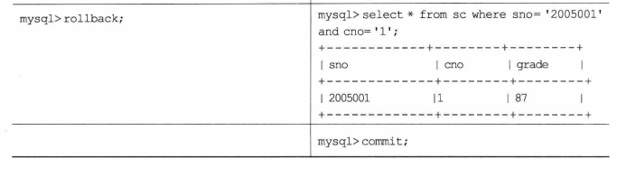 mysql>rollback;
mysql>select * from sc where sno= '2005001'
and cno= '1';
+-------------+--------+--------+
| sno | cno | grade |
+-------------+--------+--------+
| 2005001 |1 | 87 |
+-------------+--------+--------+
mysql>commit;